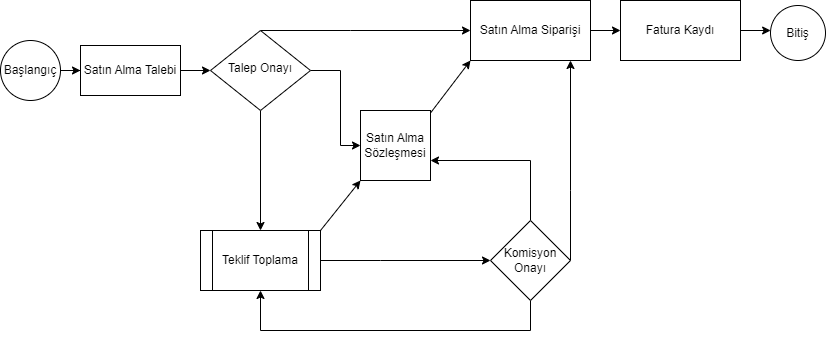 Başlangıç
Satın Alma Talebi
Talep Onayı
Satın Alma Siparişi
Fatura Kaydı
Bitiş
Satın Alma
Sözleşmesi
Teklif Toplama
Komisyon
Onayı